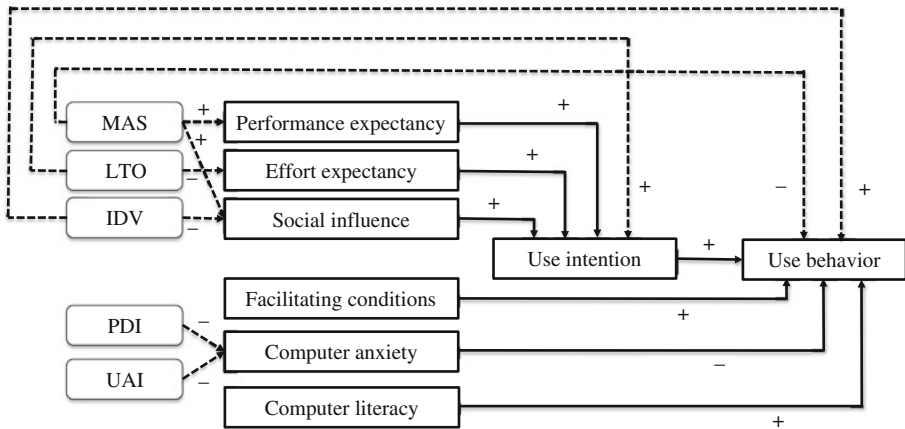 MAS
+
Performance expectancy
+
+
LTO
−
Effort expectancy
+
+
−
+
IDV
−
Social influence
+
Use intention
+
Use behavior
Facilitating conditions
+
PDI
−
Computer anxiety
−
UAI
−
Computer literacy
+